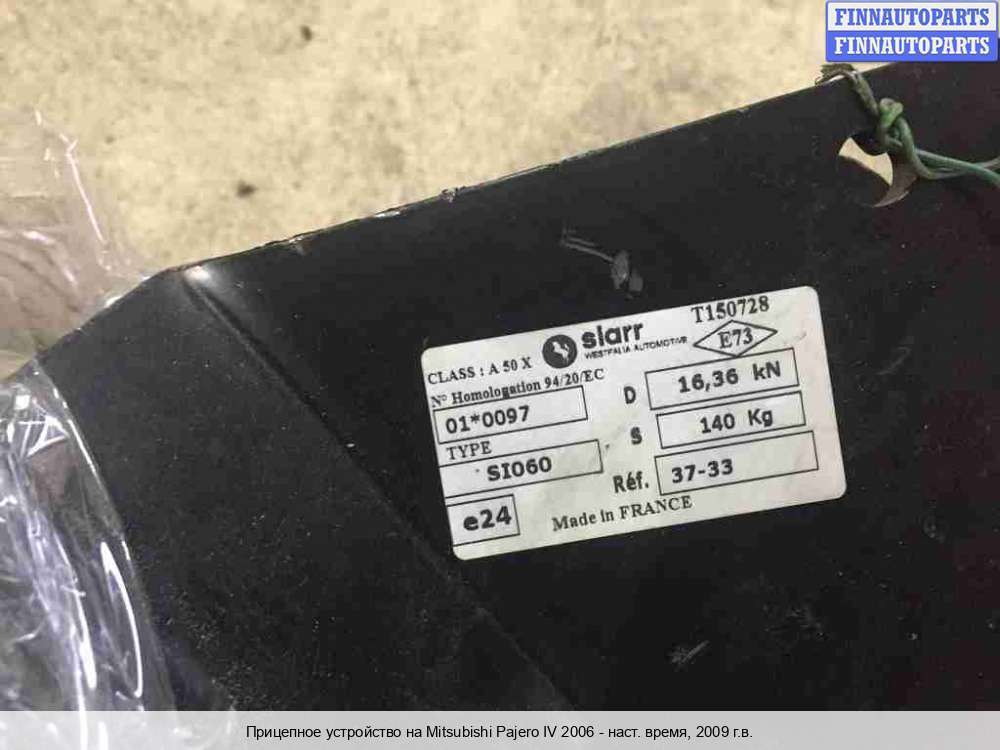 FINNAUTOPARTS
FINNAUTOPARTS
T150728
siarr
WESTFALIA AUTOMOTIVE
E73
CLASS : A 50 X
N° Homologation 94/20/EC
01*0097
D 16,36 kN
TYPE
S 140 Kg
SI060
Réf. 37-33
e24
Made in FRANCE
Прицепное устройство на Mitsubishi Pajero IV 2006 - наст. время, 2009 г.в.